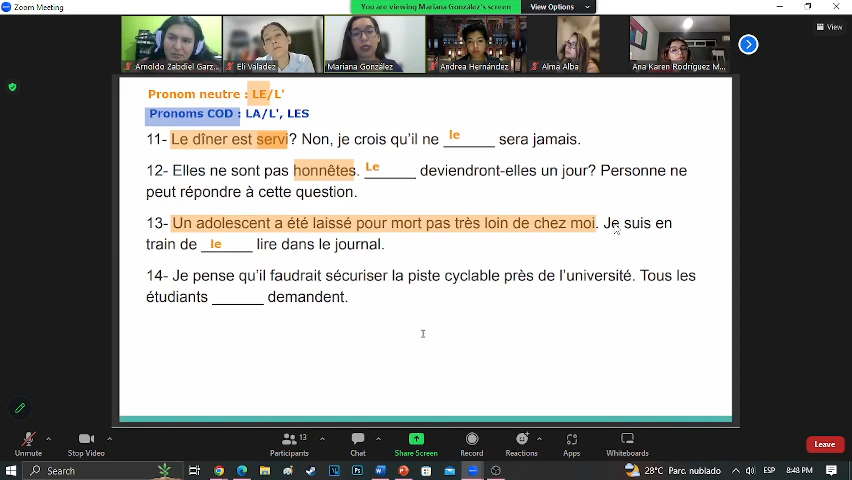 Zoom Meeting
You are viewing Mariana González's screen
View Options
View
Arnoldo Zabdiel Garz...
Eli Valadez
Mariana González
Andrea Hernández
Alma Alba
Ana Karen Rodríguez M...
Pronom neutre : LE/L'
Pronoms COD : LA/L', LES
11- Le dîner est servi? Non, je crois qu'il ne le sera jamais.
12- Elles ne sont pas honnêtes. Le deviendront-elles un jour? Personne ne
peut répondre à cette question.
13- Un adolescent a été laissé pour mort pas très loin de chez moi. Je suis en
train de le lire dans le journal.
14- Je pense qu'il faudrait sécuriser la piste cyclable près de l'université. Tous les
étudiants ______ demandent.
Unmute
Stop Video
13
Participants
Chat
Share Screen
Record
Reactions
Apps
Whiteboards
Leave
Search
28°C Parc. nublado
ESP
8:48 PM